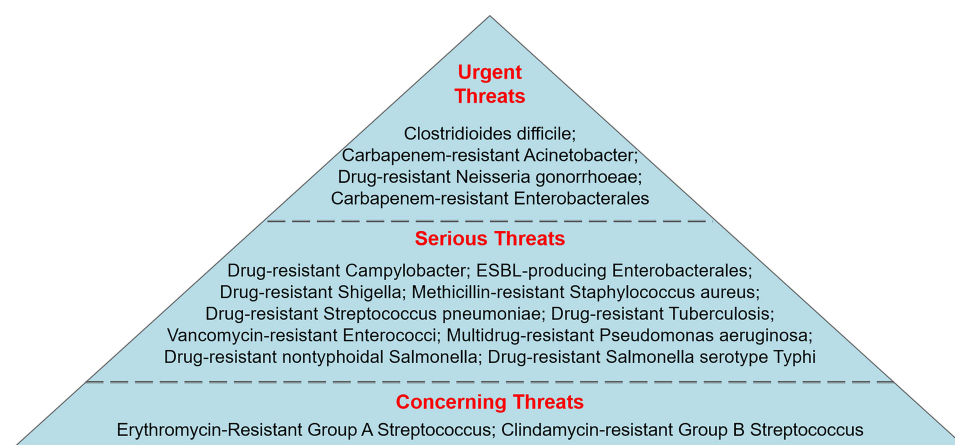 Urgent
Threats
Clostridioides difficile;
Carbapenem-resistant Acinetobacter;
Drug-resistant Neisseria gonorrhoeae;
Carbapenem-resistant Enterobacterales
Serious Threats
Drug-resistant Campylobacter; ESBL-producing Enterobacterales;
Drug-resistant Shigella; Methicillin-resistant Staphylococcus aureus;
Drug-resistant Streptococcus pneumoniae; Drug-resistant Tuberculosis;
Vancomycin-resistant Enterococci; Multidrug-resistant Pseudomonas aeruginosa;
Drug-resistant nontyphoidal Salmonella; Drug-resistant Salmonella serotype Typhi
Concerning Threats
Erythromycin-Resistant Group A Streptococcus; Clindamycin-resistant Group B Streptococcus